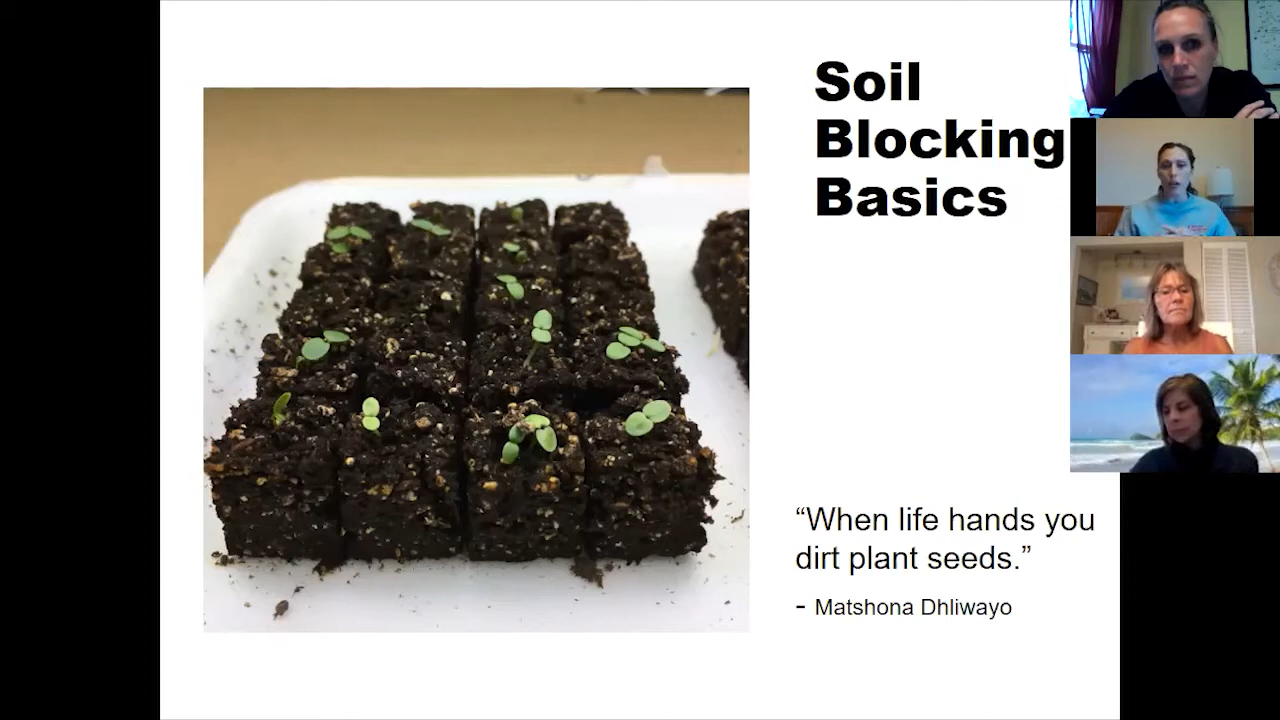 Soil
Blocking
Basics
“When life hands you
dirt plant seeds.”
- Matshona Dhliwayo